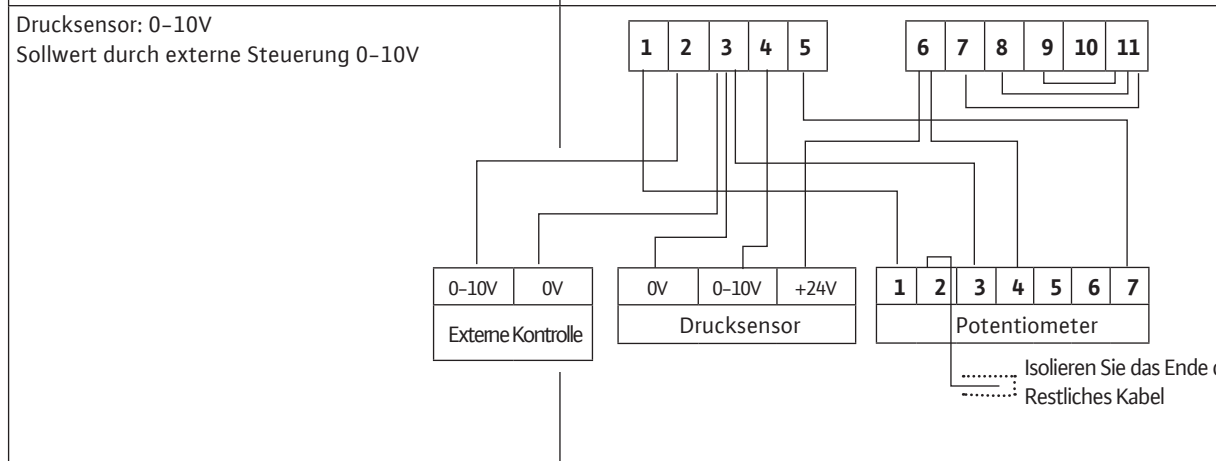 Drucksensor: 0–10V
Sollwert durch externe Steuerung 0–10V
1 2 3 4 5 6 7 8 9 10 11
0–10V 0V 0V 0–10V +24V 1 2 3 4 5 6 7
Externe Kontrolle Drucksensor Potentiometer
Isolieren Sie das Ende
Restliches Kabel